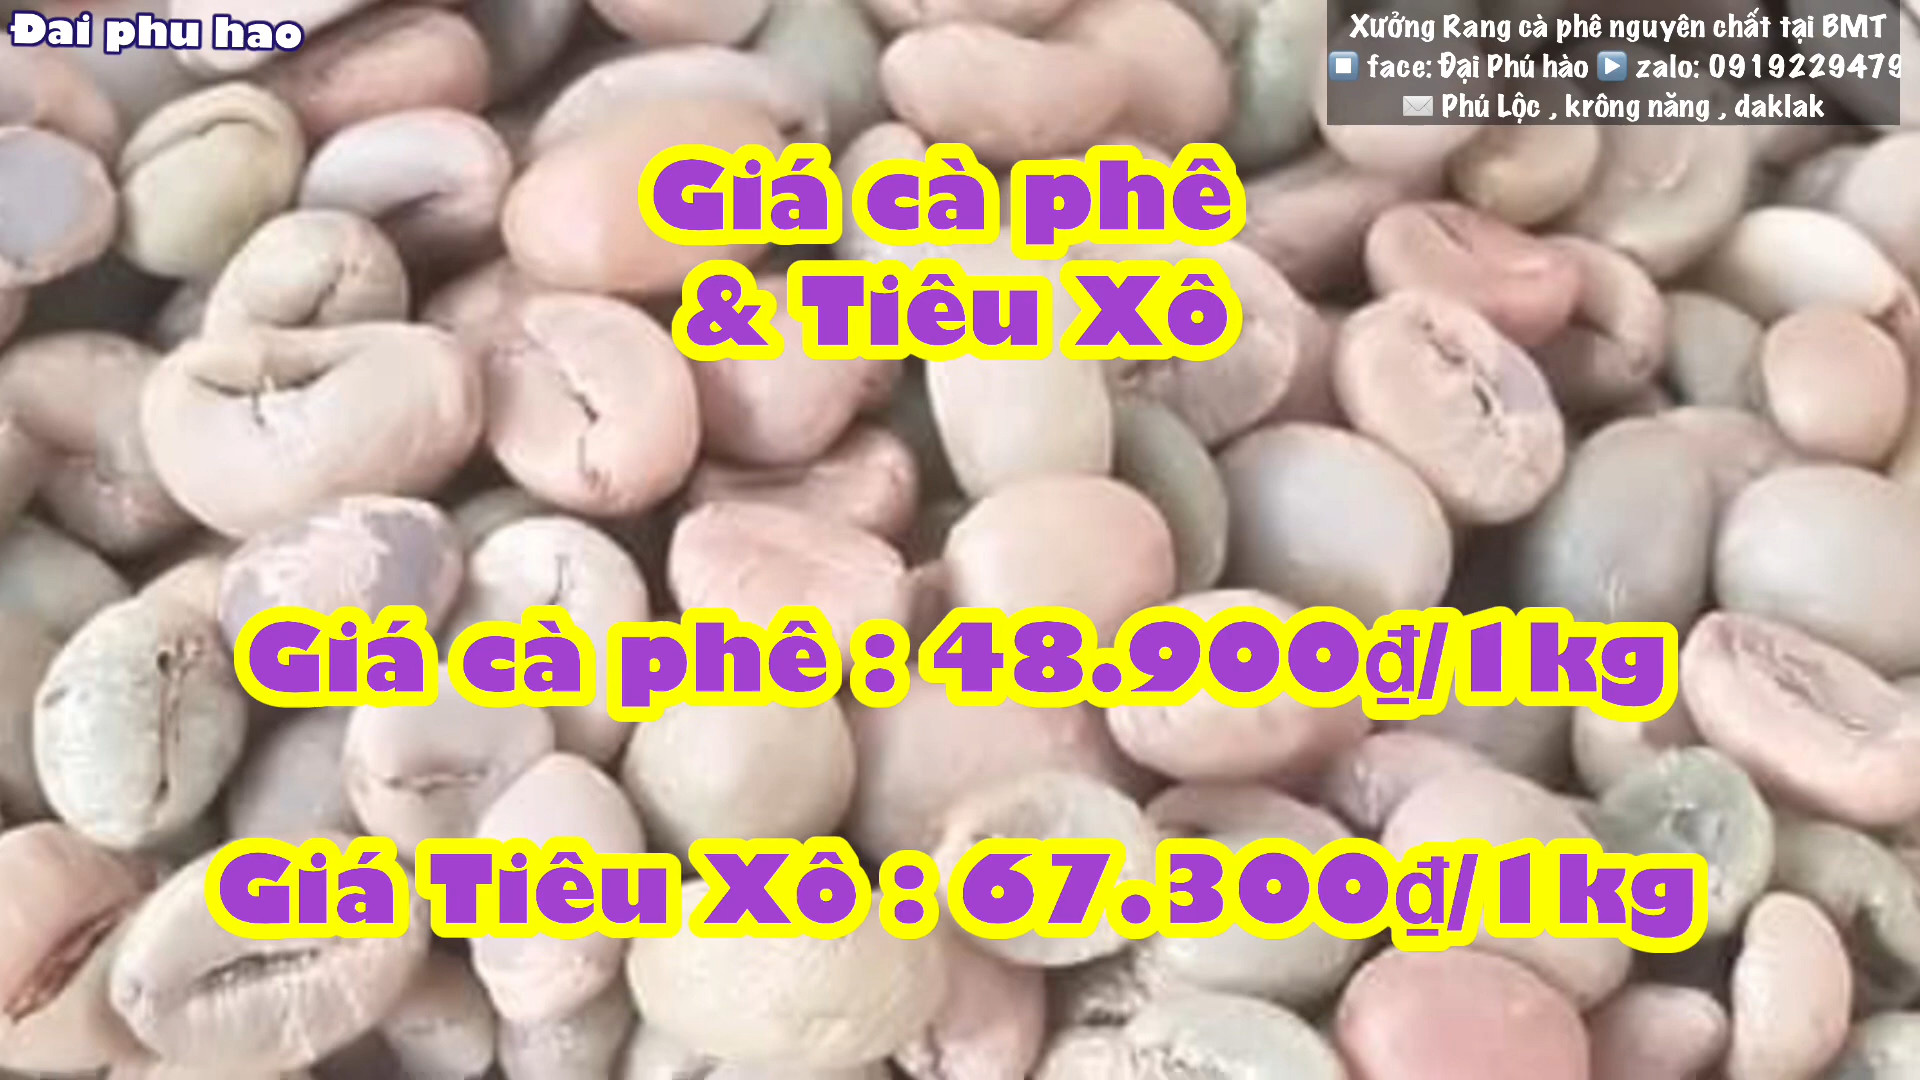 Đai phu hao
Xưởng Rang cà phê nguyên chất tại BMT
face: Đại Phú hào ▶ zalo: 0919229479
Phú Lộc , krông năng , daklak
Giá cà phê
& Tiêu Xô
Giá cà phê : 48.900₫/1kg
Giá Tiêu Xô : 67.300₫/1kg